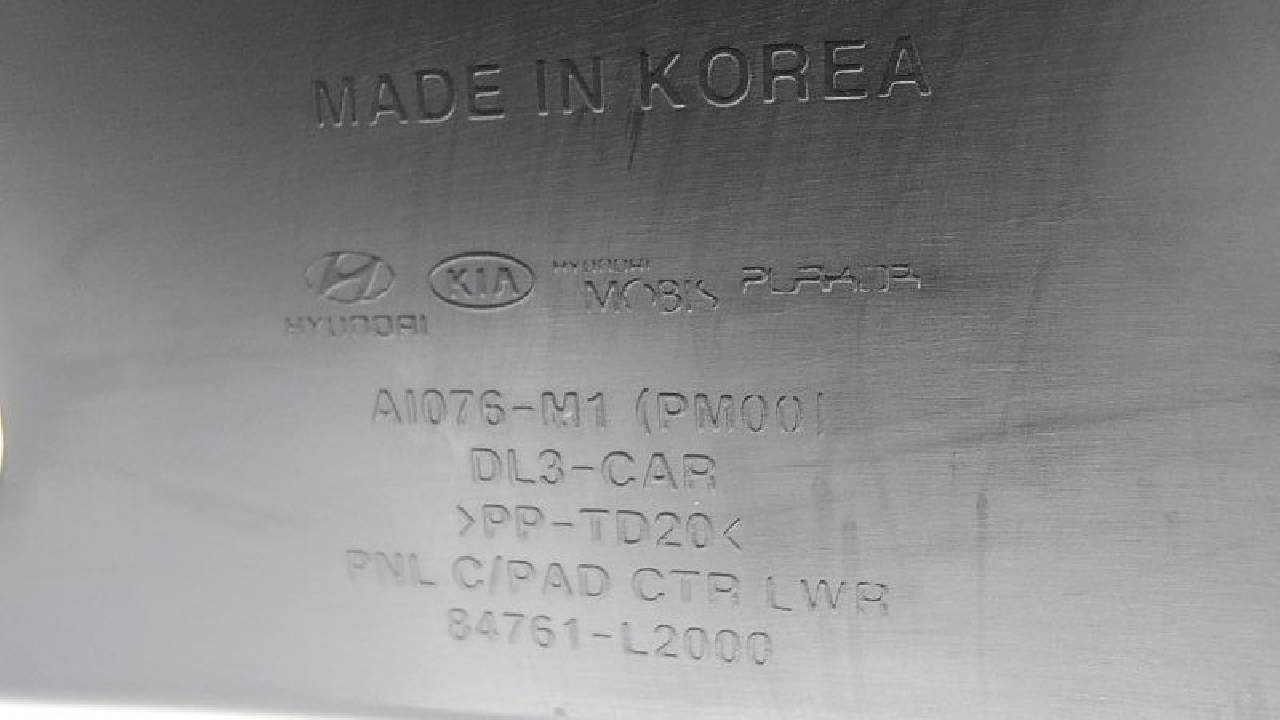 MADE IN KOREA
HYUNDAI KIA HYUNDAI MOBIS PLAKOR
AI076-M1 (PM00)
DL3-CAR
>PP-TD20<
PNL C/PAD CTR LWR
84761-L2000